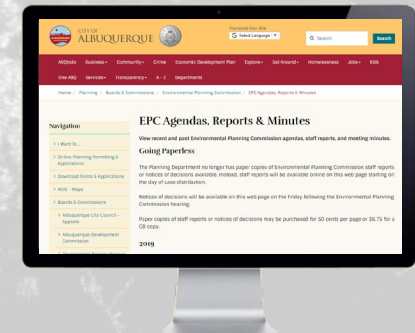 Translate Our Site
CITY OF
ALBUQUERQUE
Select Language
Search
Search
ABQtodo Business Community Crime Economic Development Plan Explore Get Around Homelessness Jobs Kids
One ABQ Services Transparency A - Z Departments
Home / Planning / Boards & Commissions / Environmental Planning Commission / EPC Agendas, Reports & Minutes
Navigation
EPC Agendas, Reports & Minutes
View recent and past Environmental Planning Commission agendas, staff reports, and meeting minutes.
I Want To...
Going Paperless
Online Planning Permitting & Applications
The Planning Department no longer has paper copies of Environmental Planning Commission staff reports
or notices of decisions available. Instead, staff reports will be available online on this web page starting on
the day of case distribution.
Download Forms & Applications
AGIS - Maps
Notices of decisions will be available on this web page on the Friday following the Environmental Planning
Commission hearing.
Boards & Commissions
Albuquerque City Council -
Appeals
Paper copies of staff reports or notices of decisions may be purchased for 50 cents per page or $6.75 for a
CD copy.
Albuquerque Development
Commission
2019